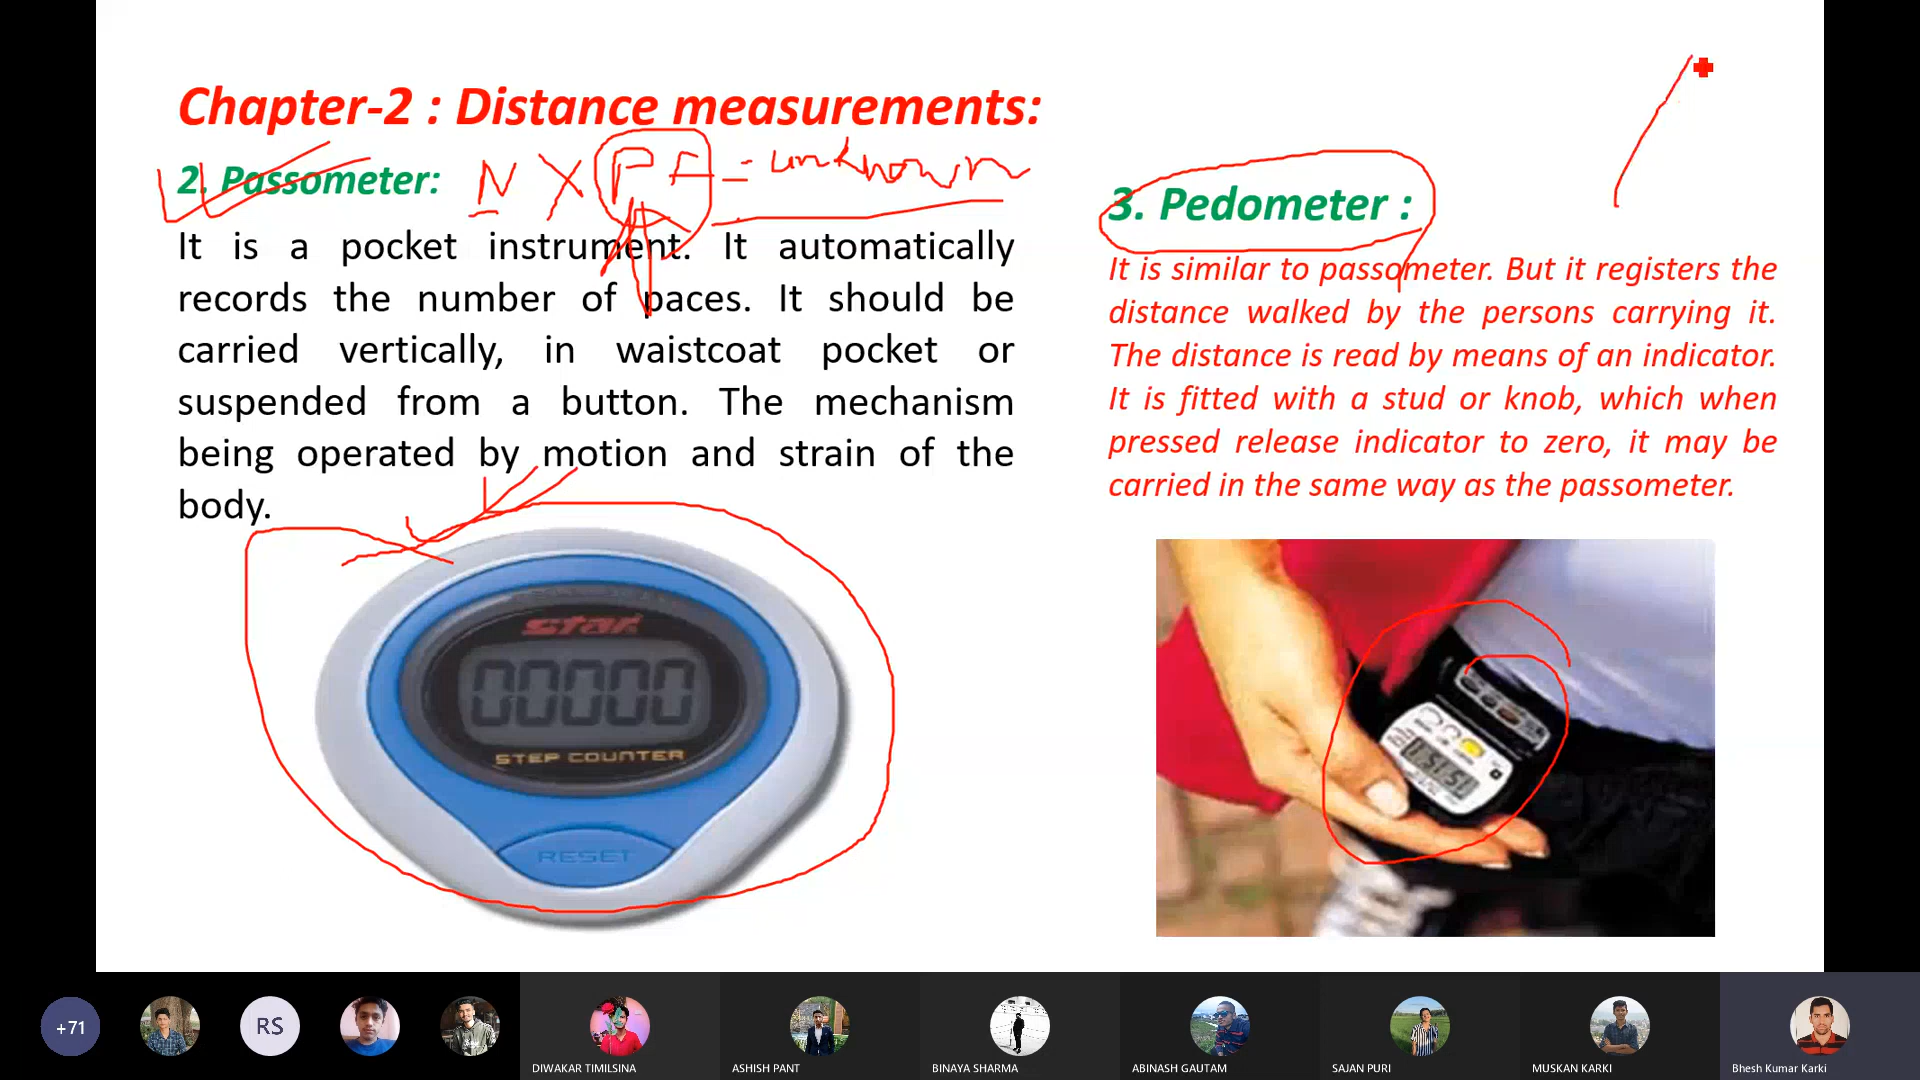 Chapter-2 : Distance measurements:
2. Passometer:
N X P F = unknown
It is a pocket instrument. It automatically
records the number of paces. It should be
carried vertically, in waistcoat pocket or
suspended from a button. The mechanism
being operated by motion and strain of the
body.
star
00000
STEP COUNTER
RESET
3. Pedometer :
It is similar to passometer. But it registers the
distance walked by the persons carrying it.
The distance is read by means of an indicator.
It is fitted with a stud or knob, which when
pressed release indicator to zero, it may be
carried in the same way as the passometer.
+71
RS
DIWAKAR TIMILSINA
ASHISH PANT
BINAYA SHARMA
ABINASH GAUTAM
SAJAN PURI
MUSKAN KARKI
Bhesh Kumar Karki